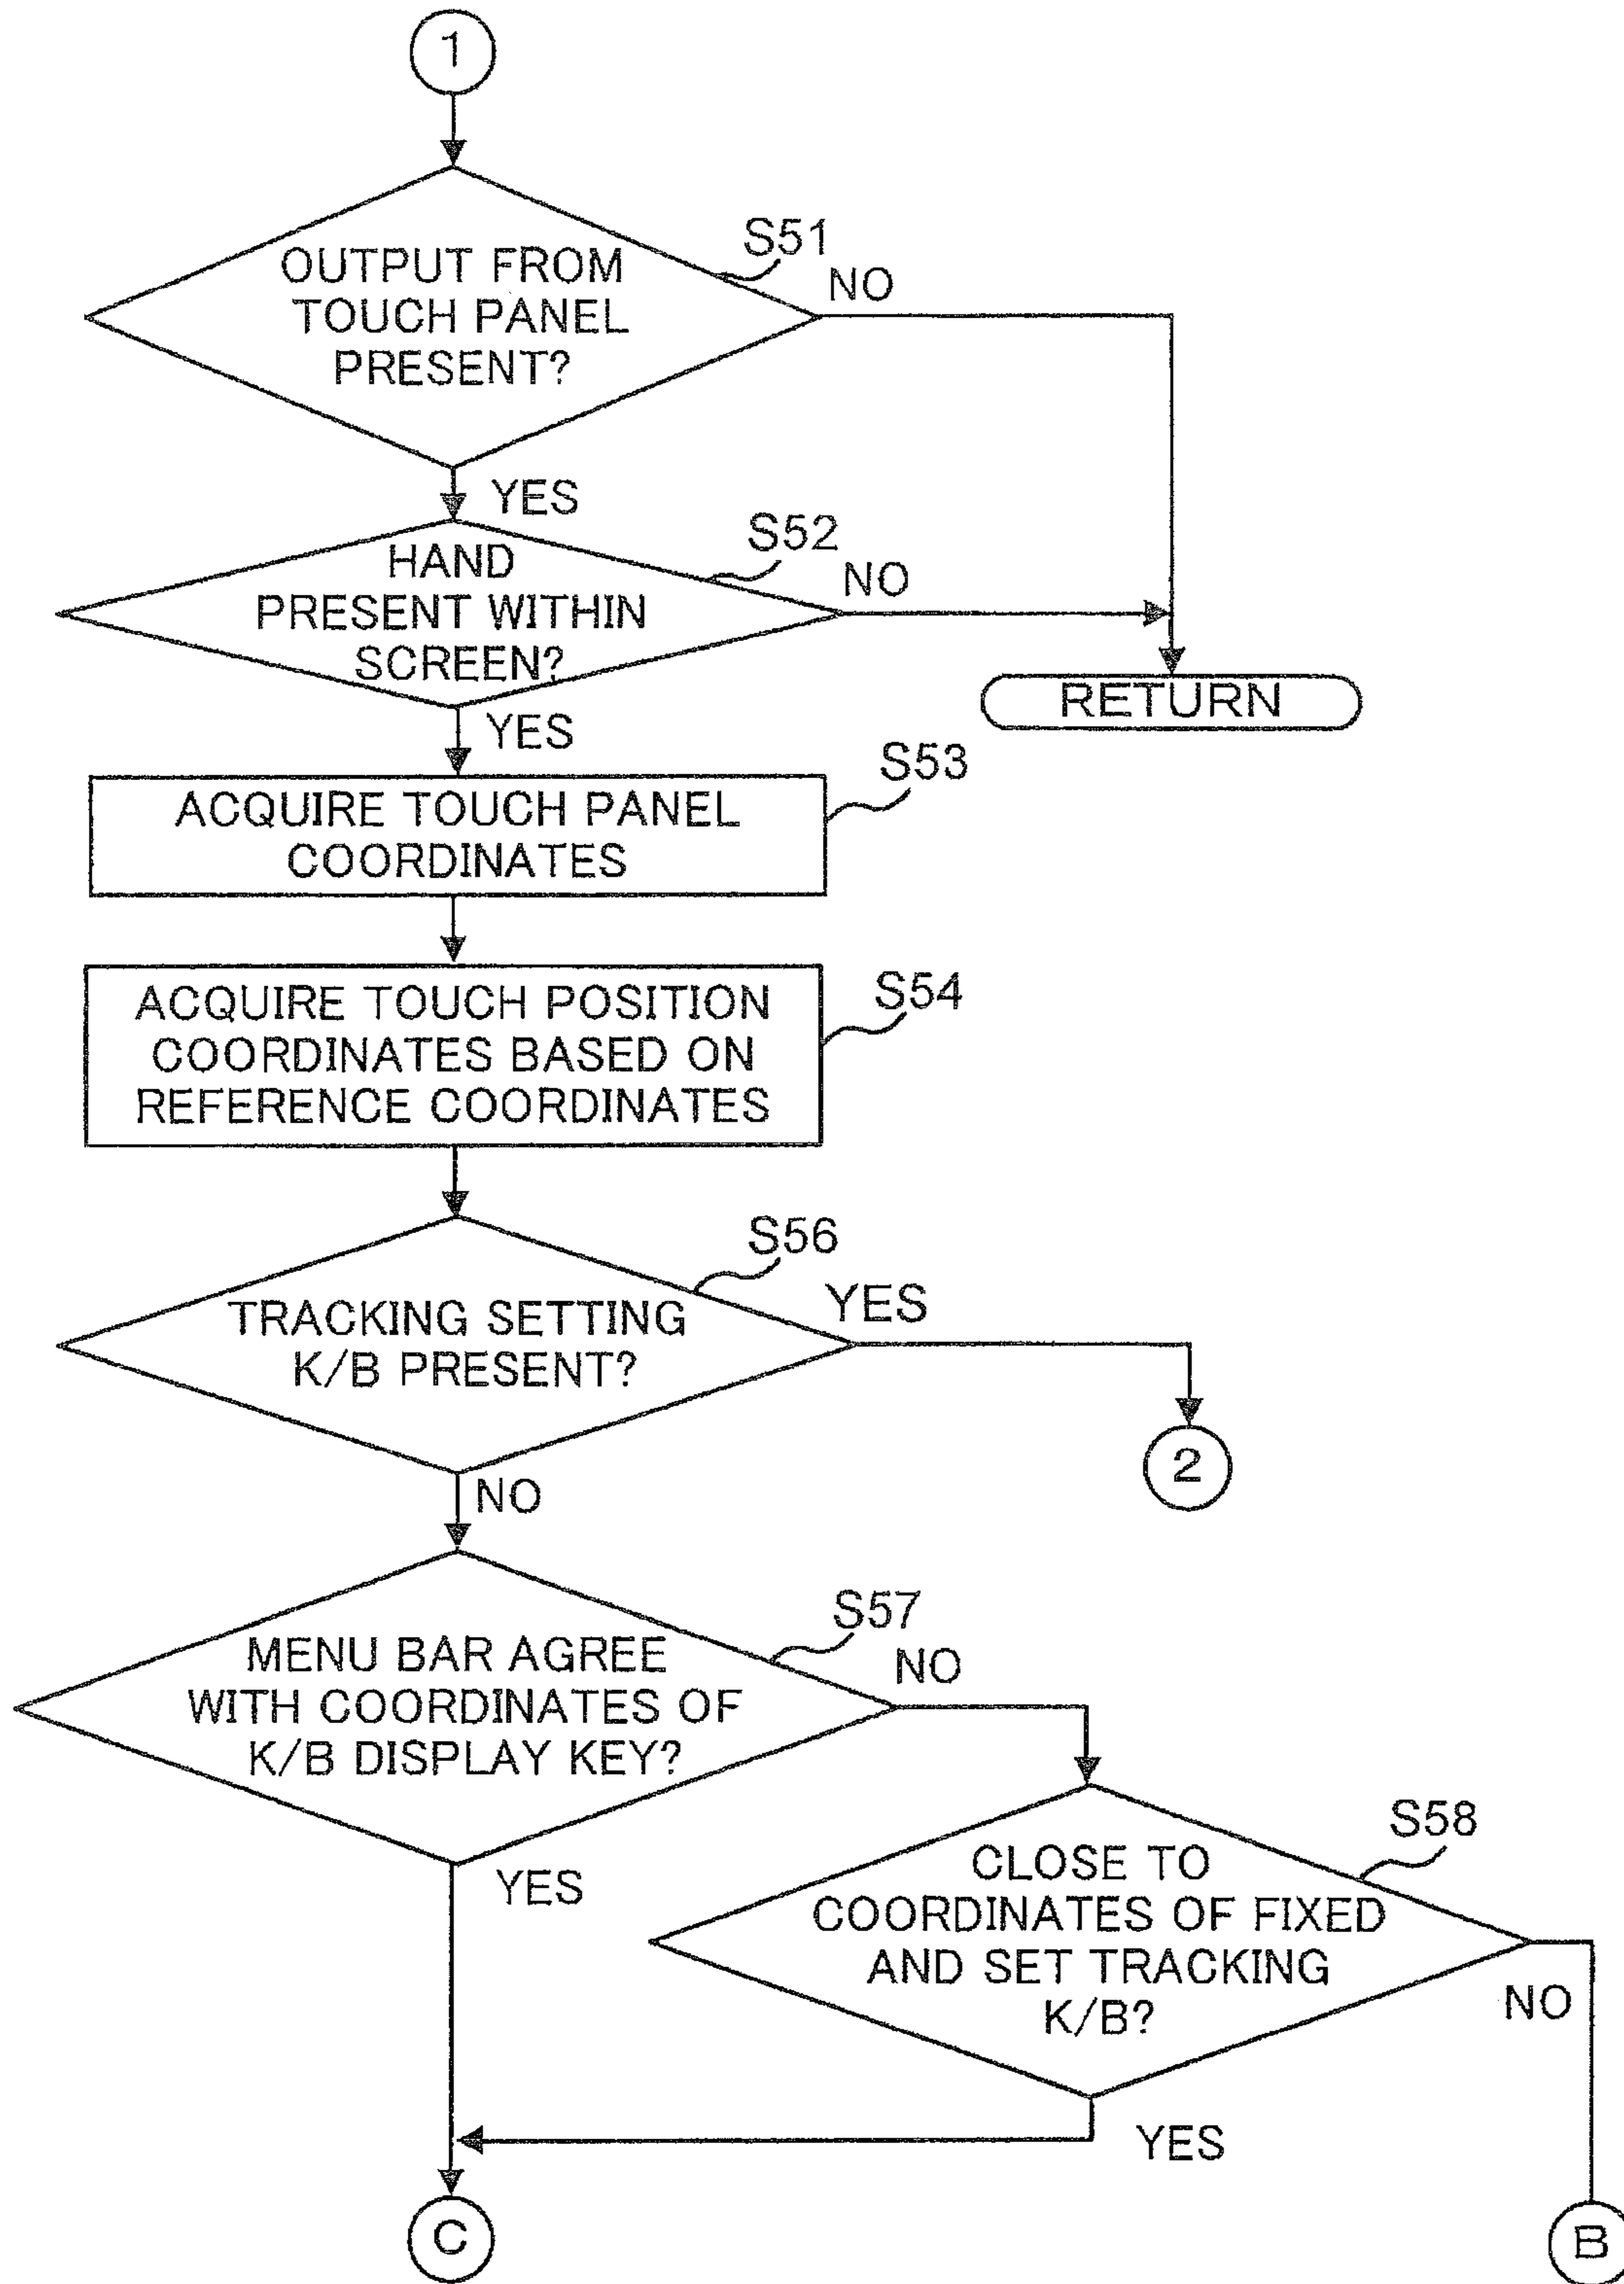 1
S51
OUTPUT FROM
TOUCH PANEL
PRESENT?
NO
YES
S52
HAND
PRESENT WITHIN
SCREEN?
NO
RETURN
YES
S53
ACQUIRE TOUCH PANEL
COORDINATES
S54
ACQUIRE TOUCH POSITION
COORDINATES BASED ON
REFERENCE COORDINATES
S56
TRACKING SETTING
K/B PRESENT?
YES
2
NO
S57
MENU BAR AGREE
WITH COORDINATES OF
K/B DISPLAY KEY?
NO
YES
S58
CLOSE TO
COORDINATES OF FIXED
AND SET TRACKING
K/B?
NO
YES
C
B